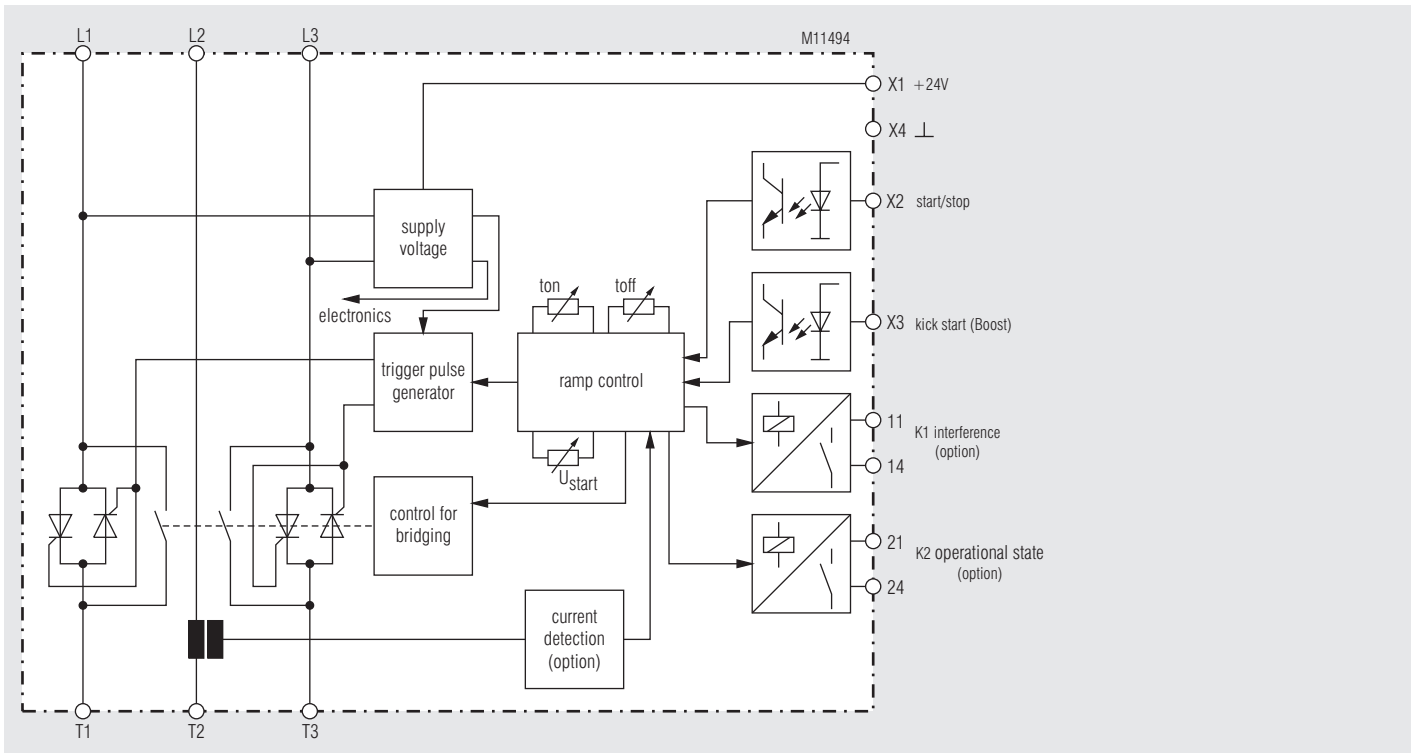 L1
L2
L3
M11494
X1 +24V
X4 ⊥
X2 start/stop
supply
voltage
ton
toff
electronics
X3 kick start (Boost)
trigger pulse
generator
ramp control
11
K1 interference
(option)
14
Ustart
control for
bridging
21
K2 operational state
(option)
24
current
detection
(option)
T1
T2
T3